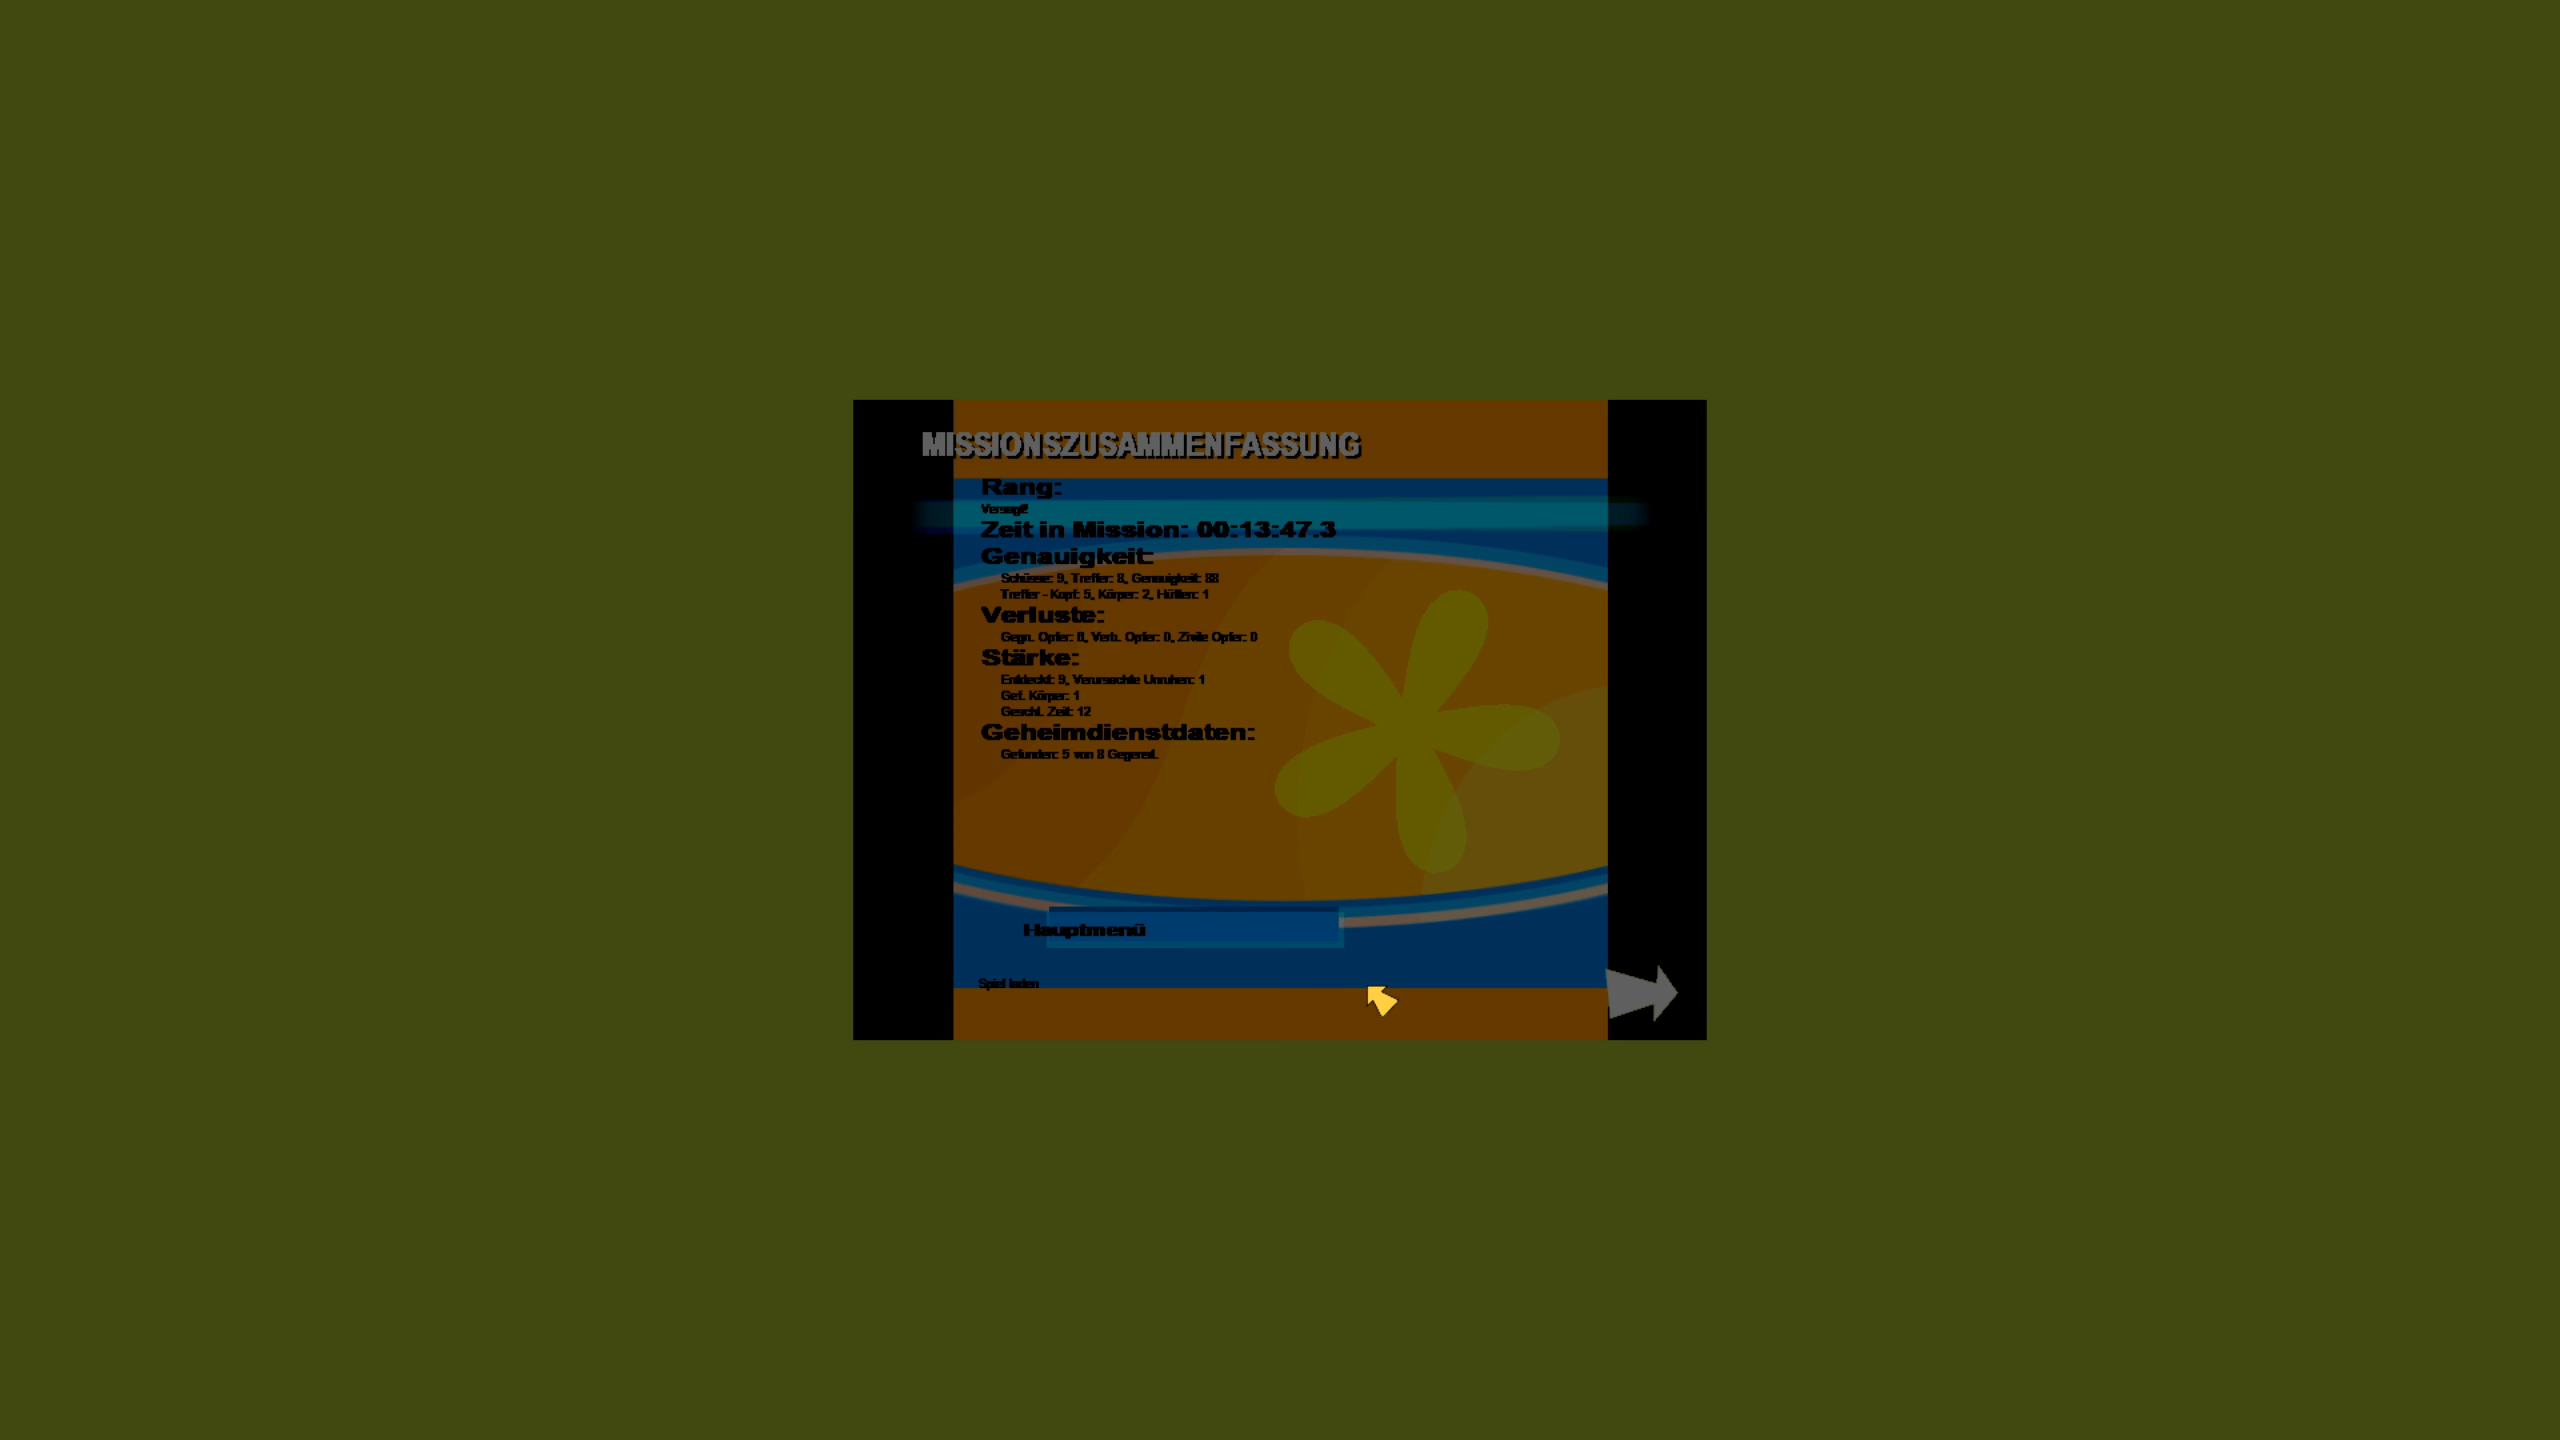 MISSIONSZUSAMMENFASSUNG
Rang:
Versagt!
Zeit in Mission: 00:13:47.3
Genauigkeit:
Schüsse: 9, Treffer: 8, Genauigkeit: 88
Treffer - Kopf: 5, Körper: 2, Hüften: 1
Verluste:
Gegn. Opfer: 8, Verb. Opfer: 0, Zivile Opfer: 0
Stärke:
Entdeckt: 9, Verursachte Unruhen: 1
Gef. Körper: 1
Geschl. Zeit: 12
Geheimdienstdaten:
Gefunden: 5 von 8
Hauptmenü
Spiel laden